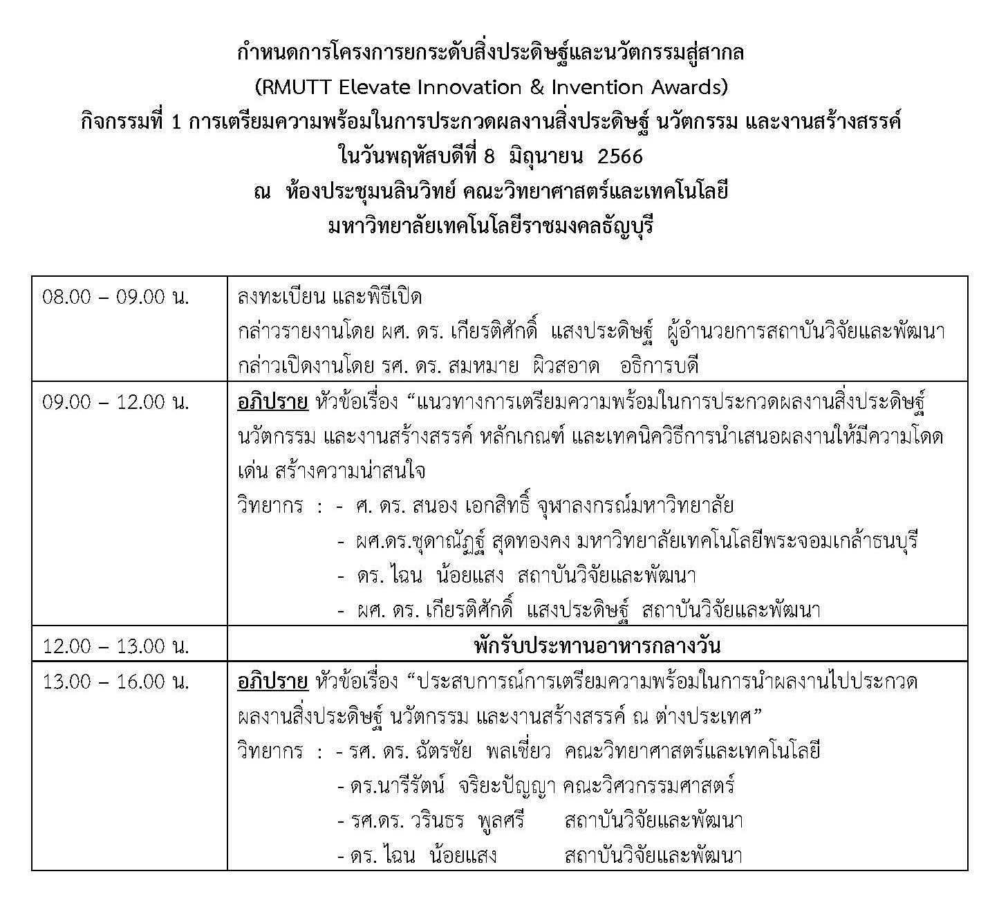 กำหนดการโครงการยกระดับสิ่งประดิษฐ์และนวัตกรรมสู่สากล
(RMUTT Elevate Innovation & Invention Awards)
กิจกรรมที่ 1 การเตรียมความพร้อมในการประกวดผลงานสิ่งประดิษฐ์ นวัตกรรม และงานสร้างสรรค์
ในวันพฤหัสบดีที่ 8 มิถุนายน 2566
ณ ห้องประชุมนลินวิทย์ คณะวิทยาศาสตร์และเทคโนโลยี
มหาวิทยาลัยเทคโนโลยีราชมงคลธัญบุรี
08.00 – 09.00 น. ลงทะเบียน และพิธีเปิด
กล่าวรายงานโดย ผศ. ดร. เกียรติศักดิ์ แสงประดิษฐ์ ผู้อำนวยการสถาบันวิจัยและพัฒนา
กล่าวเปิดงานโดย รศ. ดร. สมหมาย ผิวสอาด อธิการบดี
09.00 – 12.00 น. อภิปราย หัวข้อเรื่อง “แนวทางการเตรียมความพร้อมในการประกวดผลงานสิ่งประดิษฐ์
นวัตกรรม และงานสร้างสรรค์ หลักเกณฑ์ และเทคนิควิธีการนำเสนอผลงานให้มีความโดด
เด่น สร้างความน่าสนใจ
วิทยากร : - ศ. ดร. สนอง เอกสิทธิ์ จุฬาลงกรณ์มหาวิทยาลัย
- ผศ.ดร.ชุดาณัฏฐ์ สุดทองคง มหาวิทยาลัยเทคโนโลยีพระจอมเกล้าธนบุรี
- ดร. ไฉน น้อยแสง สถาบันวิจัยและพัฒนา
- ผศ. ดร. เกียรติศักดิ์ แสงประดิษฐ์ สถาบันวิจัยและพัฒนา
12.00 – 13.00 น. พักรับประทานอาหารกลางวัน
13.00 – 16.00 น. อภิปราย หัวข้อเรื่อง “ประสบการณ์การเตรียมความพร้อมในการนำผลงานไปประกวด
ผลงานสิ่งประดิษฐ์ นวัตกรรม และงานสร้างสรรค์ ณ ต่างประเทศ”
วิทยากร : - รศ. ดร. ฉัตรชัย พลเชี่ยว คณะวิทยาศาสตร์และเทคโนโลยี
- ดร.นารีรัตน์ จริยะปัญญา คณะวิศวกรรมศาสตร์
- รศ.ดร. วรินธร พูลศรี สถาบันวิจัยและพัฒนา
- ดร. ไฉน น้อยแสง สถาบันวิจัยและพัฒนา